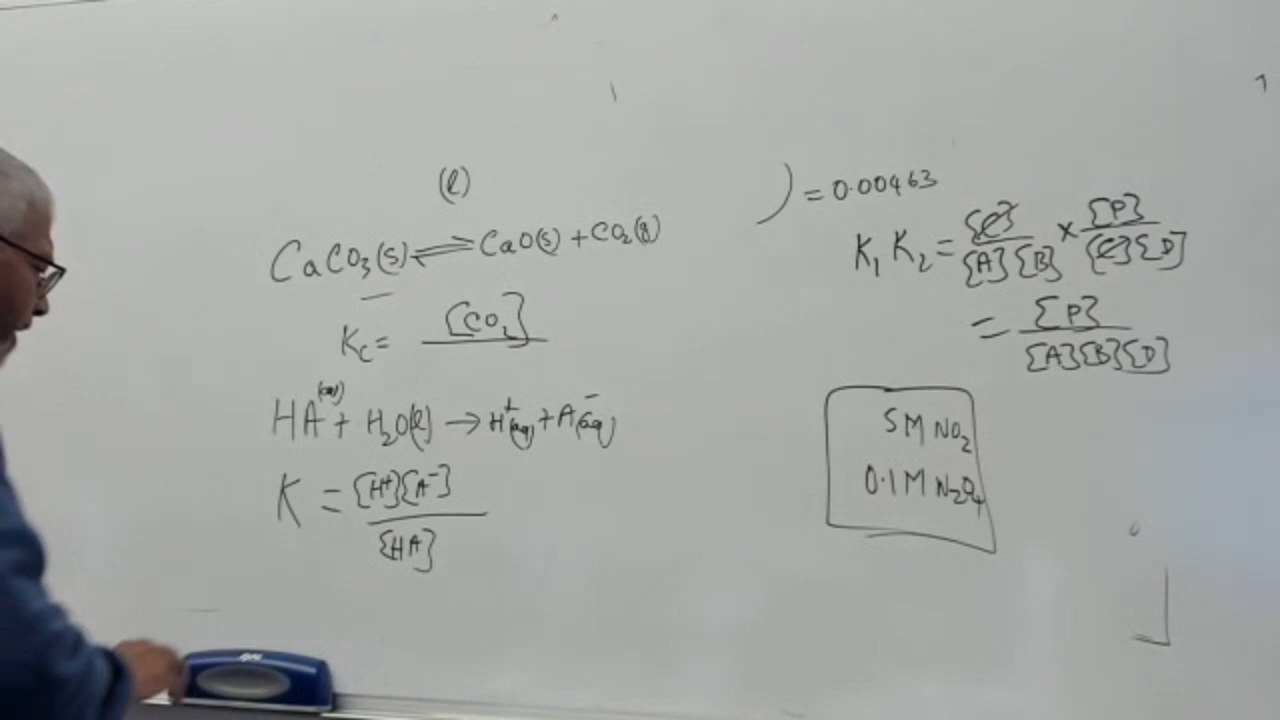 (l)
CaCO₃(s) ⇌ CaO(s) + CO₂(g)
Kc = [CO₂]
HA(aq) + H₂O(l) → H⁺(aq) + A⁻(aq)
K = [H⁺][A⁻] / [HA]
) = 0.00463
K₁ K₂ = [C] / [A][B] × [P] / [C][D]
= [P] / [A][B][D]
5M NO₂
0.1M N₂O₄